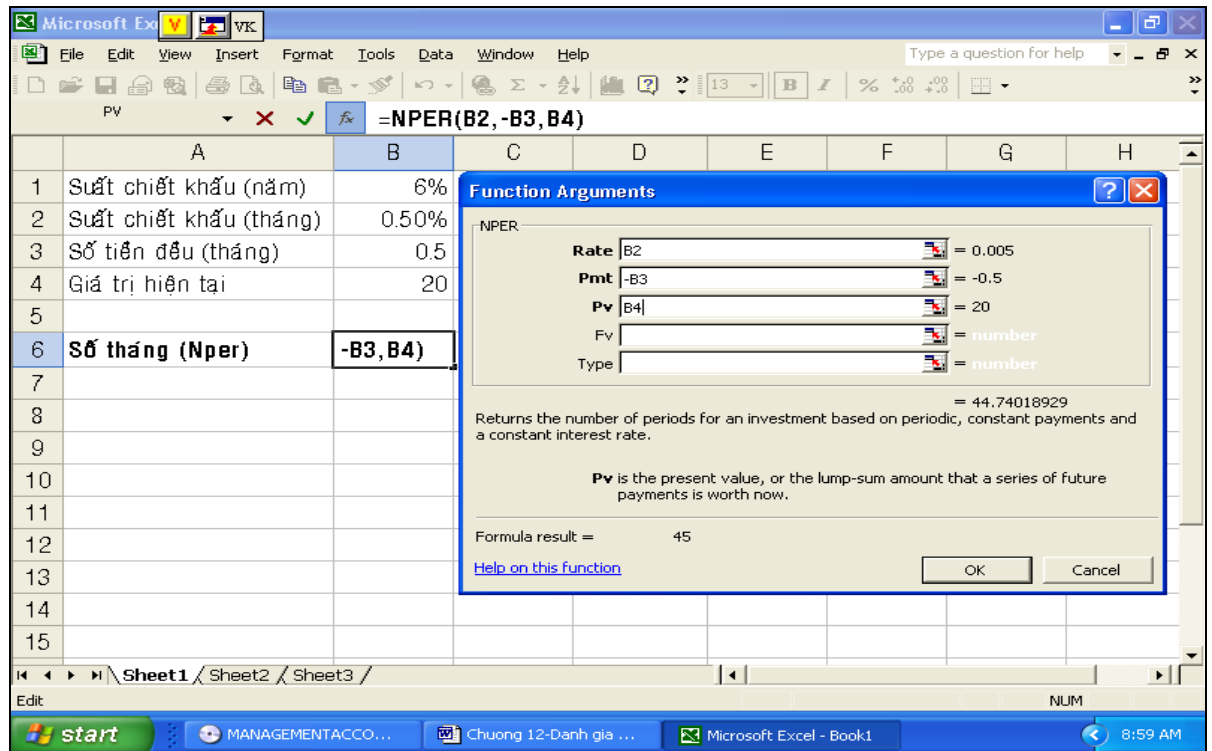 Microsoft Ex V VK
File Edit View Insert Format Tools Data Window Help Type a question for help
13 B I % .00
PV fx =NPER(B2,-B3,B4)
A B C D E F G H
1 Suất chiết khấu (năm) 6%
2 Suất chiết khấu (tháng) 0.50%
3 Số tiền đều (tháng) 0.5
4 Giá trị hiện tại 20
5
6 Số tháng (Nper) -B3,B4)
7
8
9
10
11
12
13
14
15
Function Arguments
NPER
Rate B2 = 0.005
Pmt -B3 = -0.5
Pv B4 = 20
Fv = number
Type = number
= 44.74018929
Returns the number of periods for an investment based on periodic, constant payments and
a constant interest rate.
Pv is the present value, or the lump-sum amount that a series of future
payments is worth now.
Formula result = 45
Help on this function OK Cancel
Sheet1 Sheet2 Sheet3
Edit NUM
start MANAGEMENTACCO... Chuong 12-Danh gia ... Microsoft Excel - Book1 8:59 AM